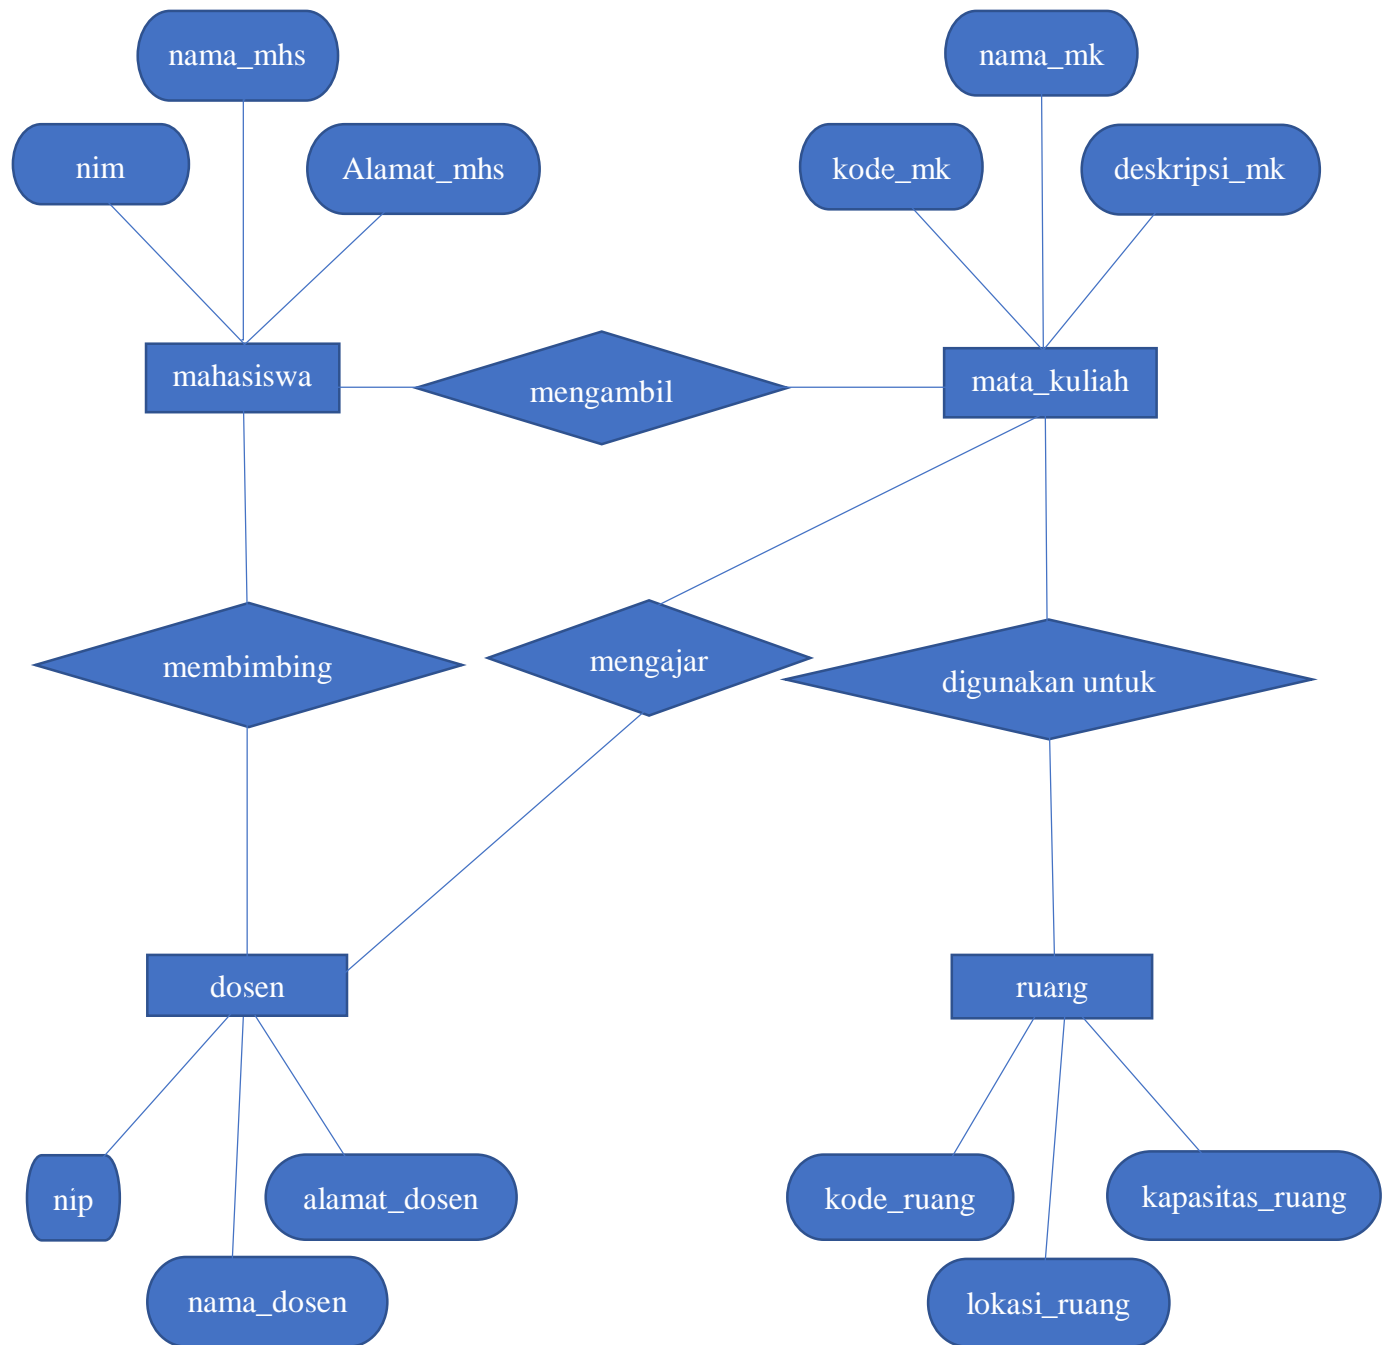 nama_mhs
nama_mk
nim
Alamat_mhs
kode_mk
deskripsi_mk
mahasiswa
mengambil
mata_kuliah
membimbing
mengajar
digunakan untuk
dosen
ruang
nip
alamat_dosen
kode_ruang
kapasitas_ruang
nama_dosen
lokasi_ruang